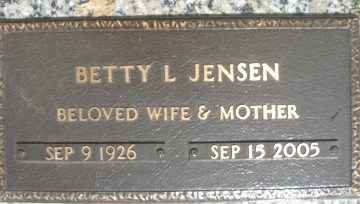 BETTY L JENSEN
BELOVED WIFE & MOTHER
SEP 9 1926 SEP 15 2005